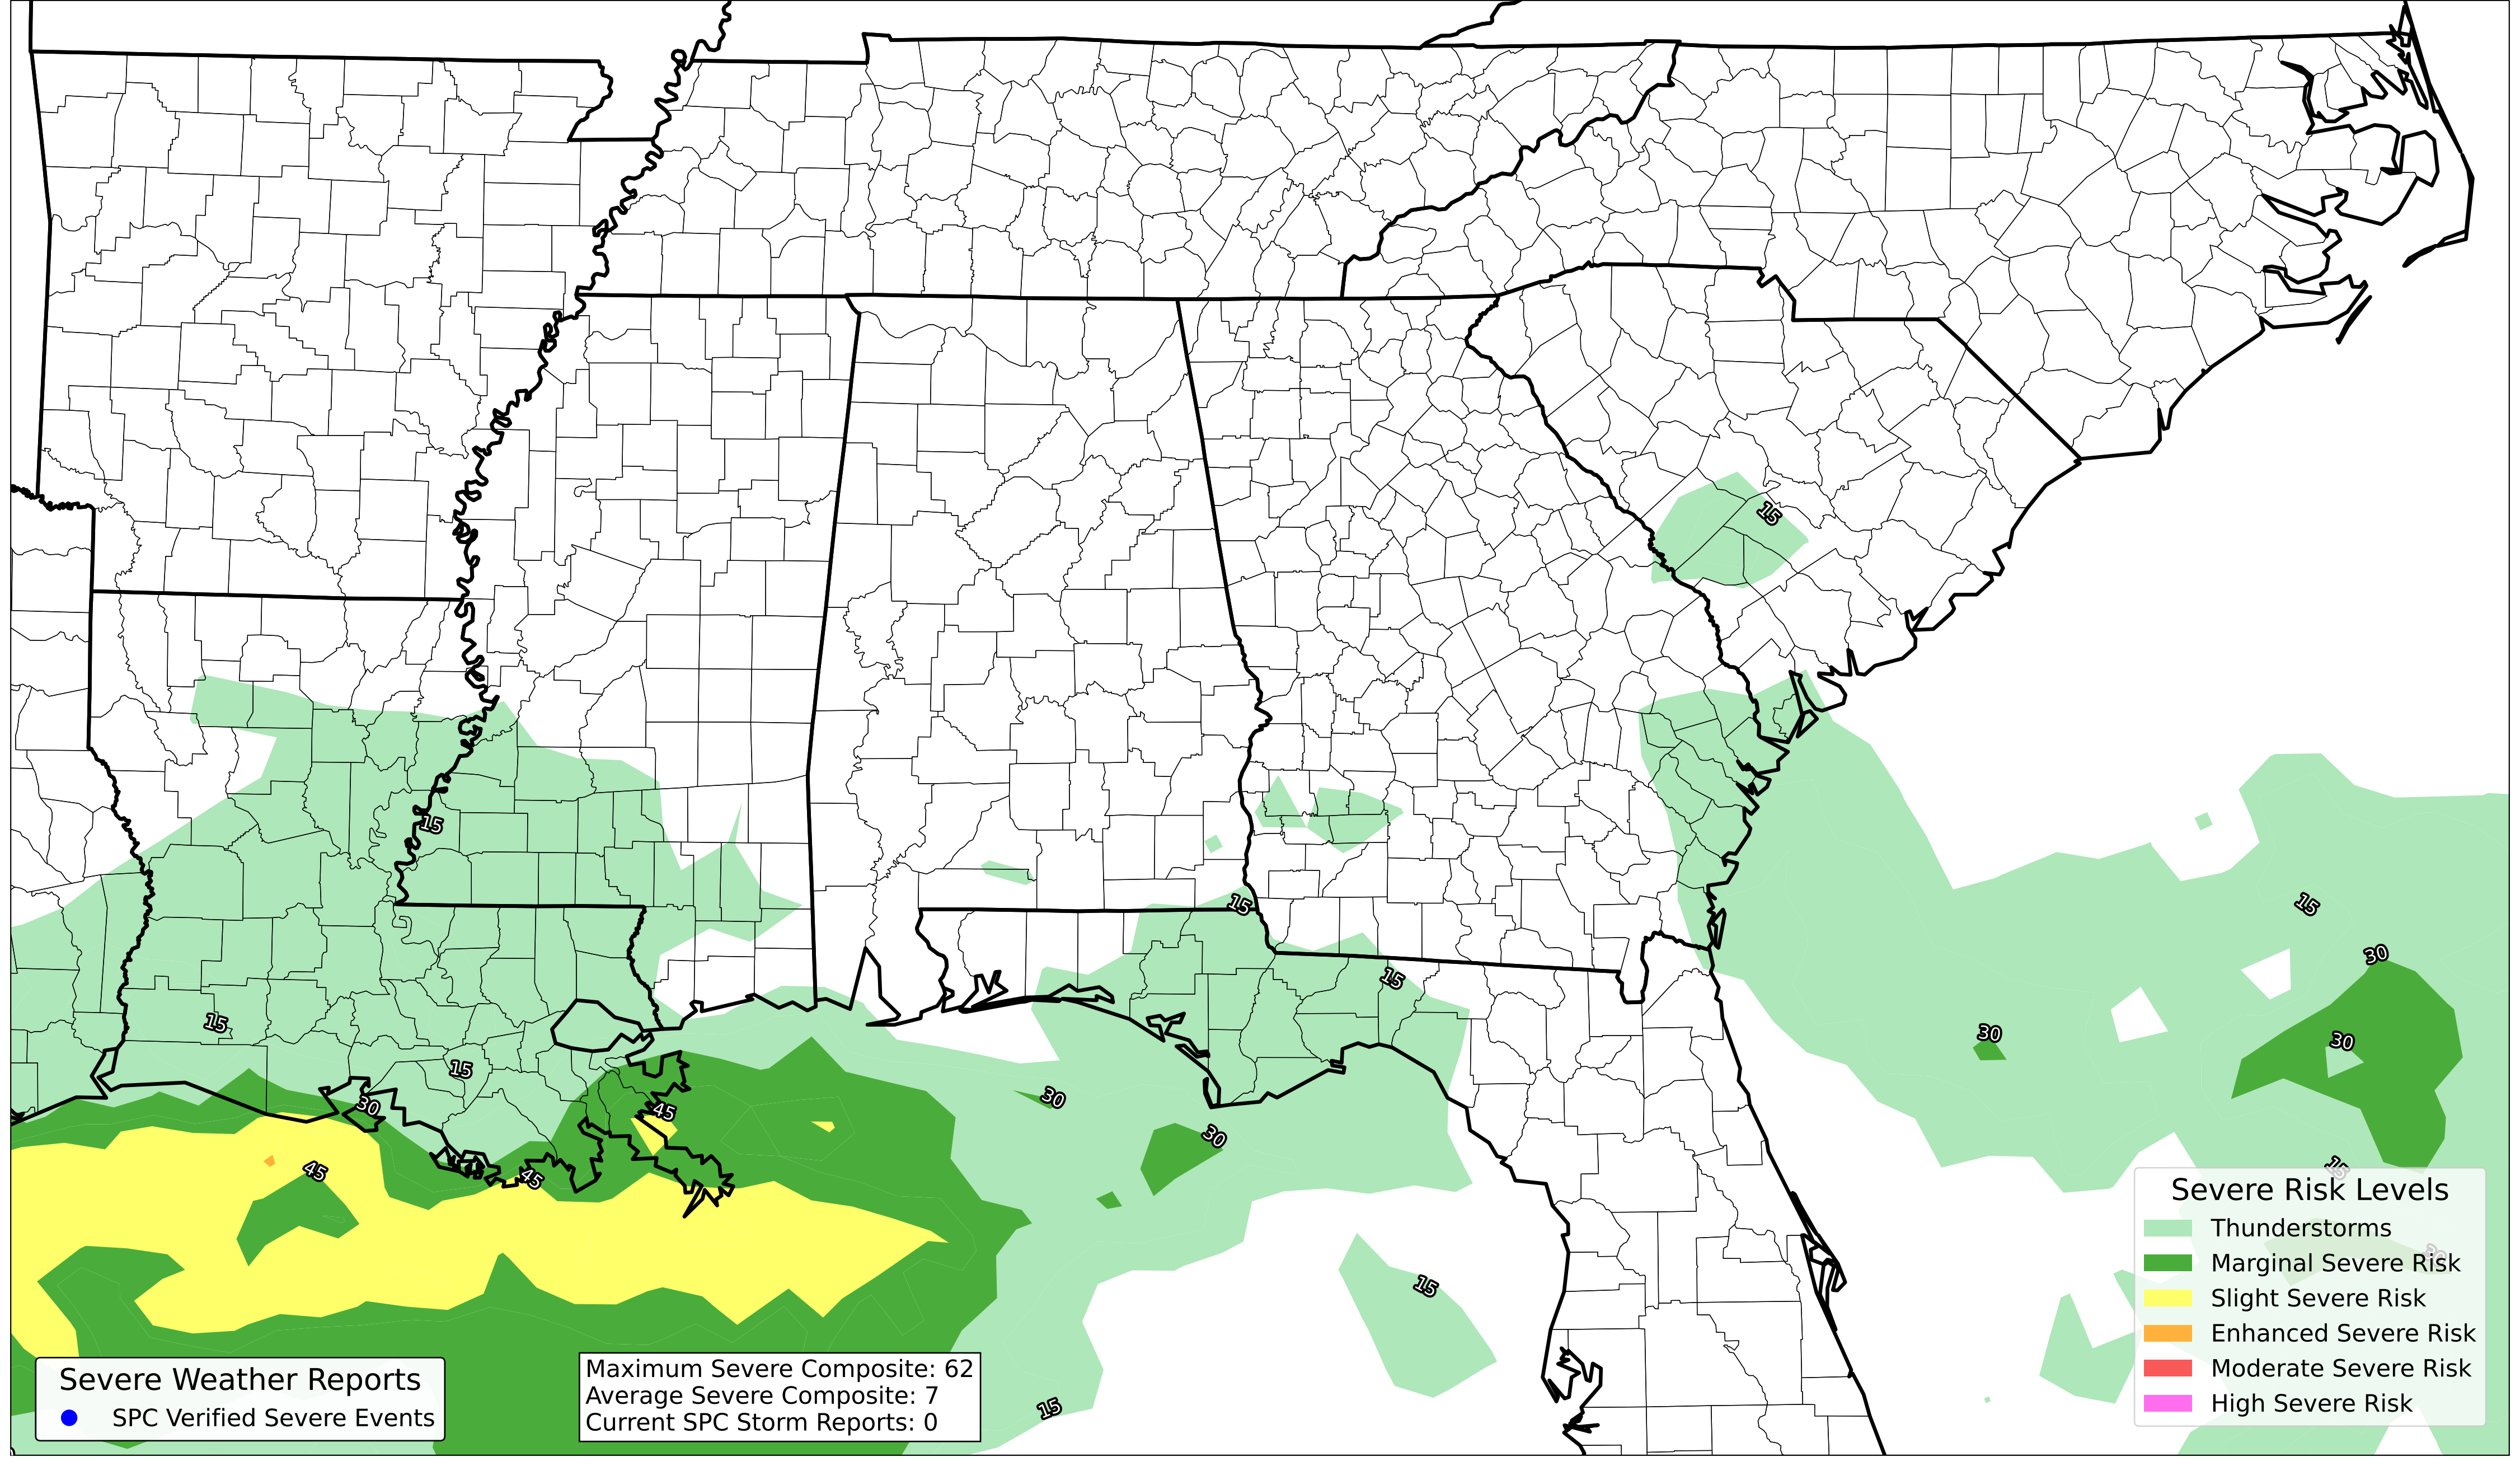 15
15
15
15
15
30
15
15
30
30
15
30
45
30
30
45
45
15
15
15
30
Severe Risk Levels
Thunderstorms
Marginal Severe Risk
Slight Severe Risk
Enhanced Severe Risk
Moderate Severe Risk
High Severe Risk
Severe Weather Reports
SPC Verified Severe Events
Maximum Severe Composite: 62
Average Severe Composite: 7
Current SPC Storm Reports: 0